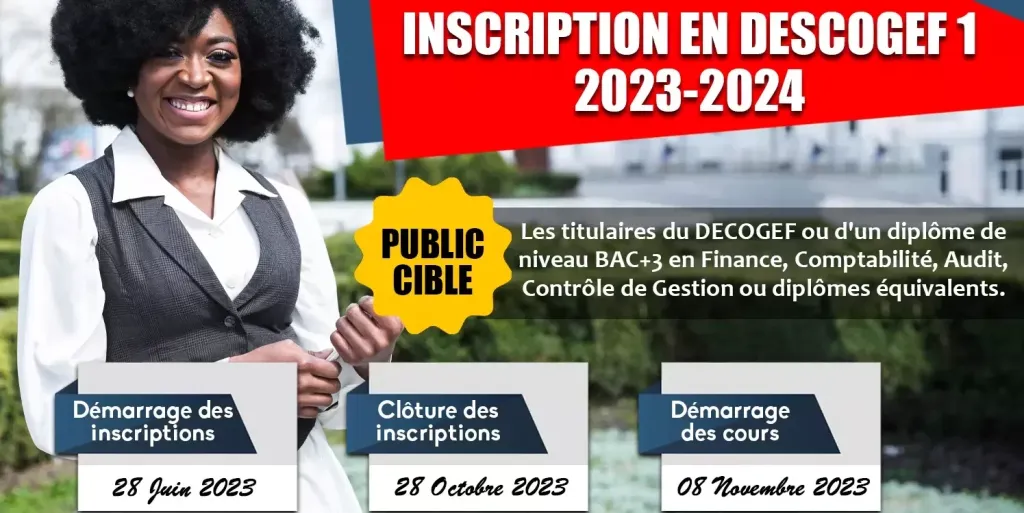 INSCRIPTION EN DESCOGEF 1
2023-2024
PUBLIC
CIBLE
Les titulaires du DECOGEF ou d'un diplôme de
niveau BAC+3 en Finance, Comptabilité, Audit,
Contrôle de Gestion ou diplômes équivalents.
Démarrage des
inscriptions
28 Juin 2023
Clôture des
inscriptions
28 Octobre 2023
Démarrage
des cours
08 Novembre 2023